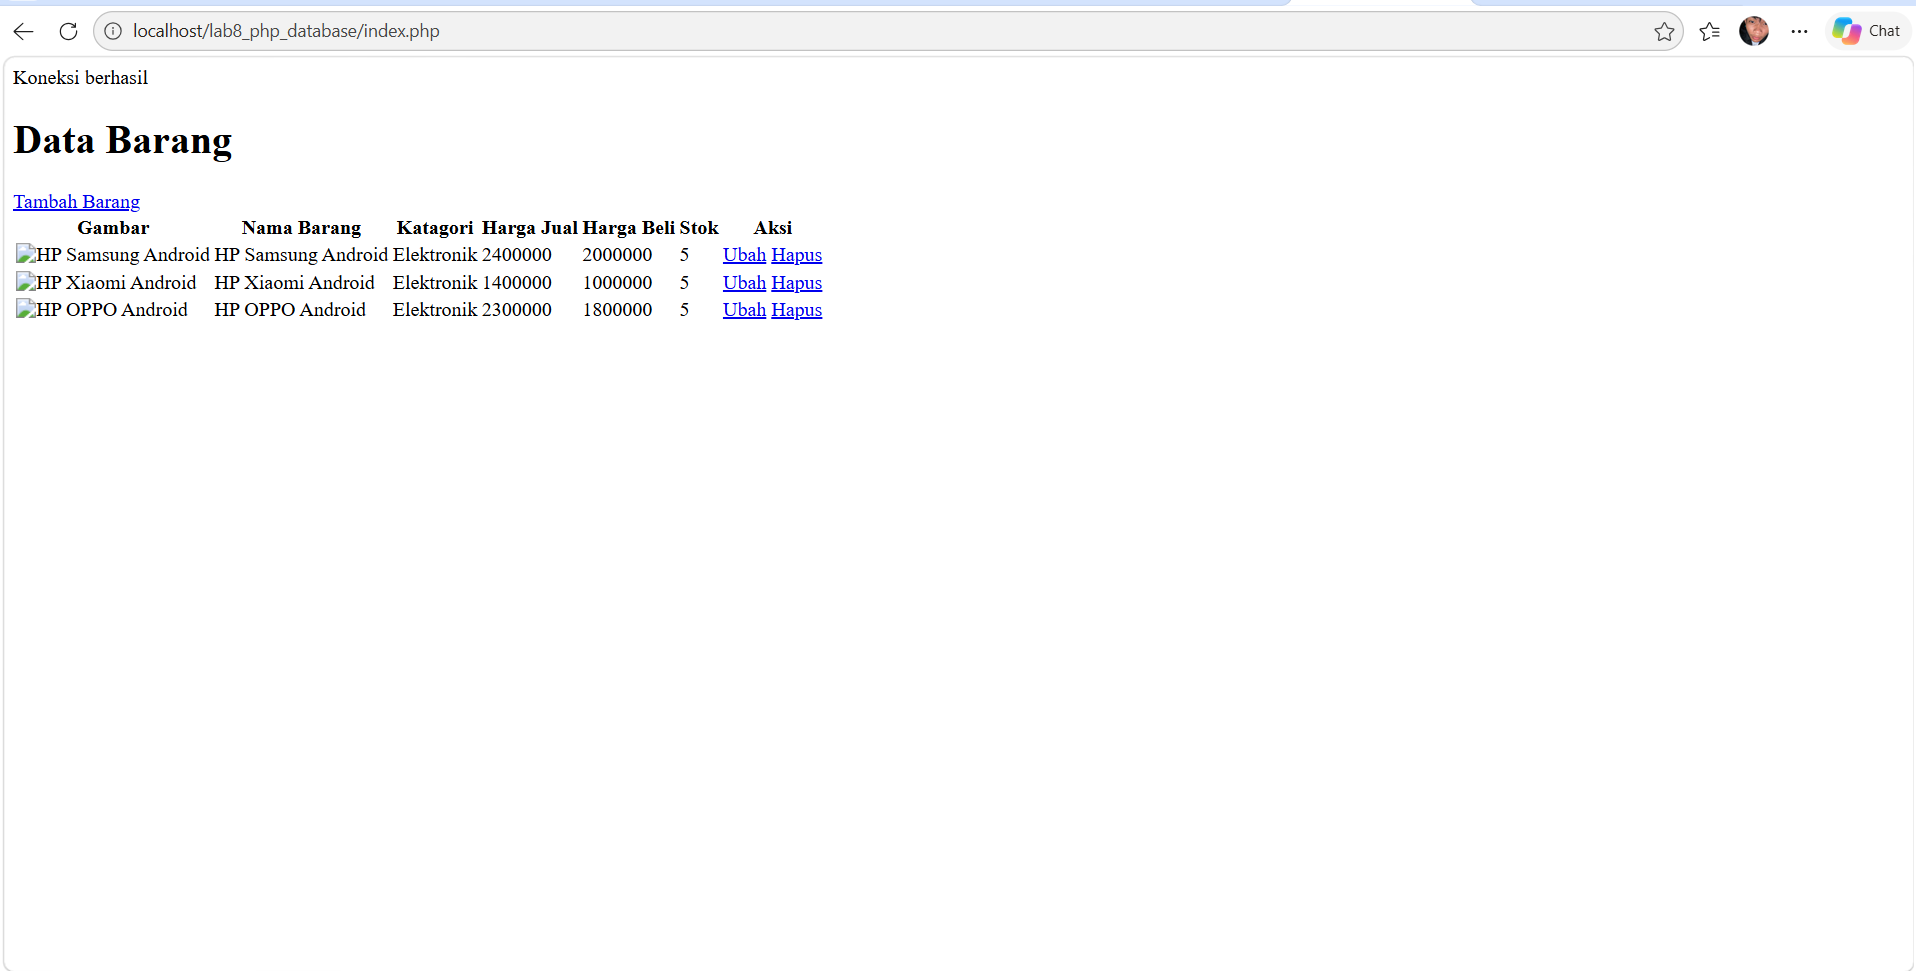 localhost/lab8_php_database/index.php
Chat
Koneksi berhasil
Data Barang
Tambah Barang
Gambar Nama Barang Katagori Harga Jual Harga Beli Stok Aksi
HP Samsung Android HP Samsung Android Elektronik 2400000 2000000 5 Ubah Hapus
HP Xiaomi Android HP Xiaomi Android Elektronik 1400000 1000000 5 Ubah Hapus
HP OPPO Android HP OPPO Android Elektronik 2300000 1800000 5 Ubah Hapus